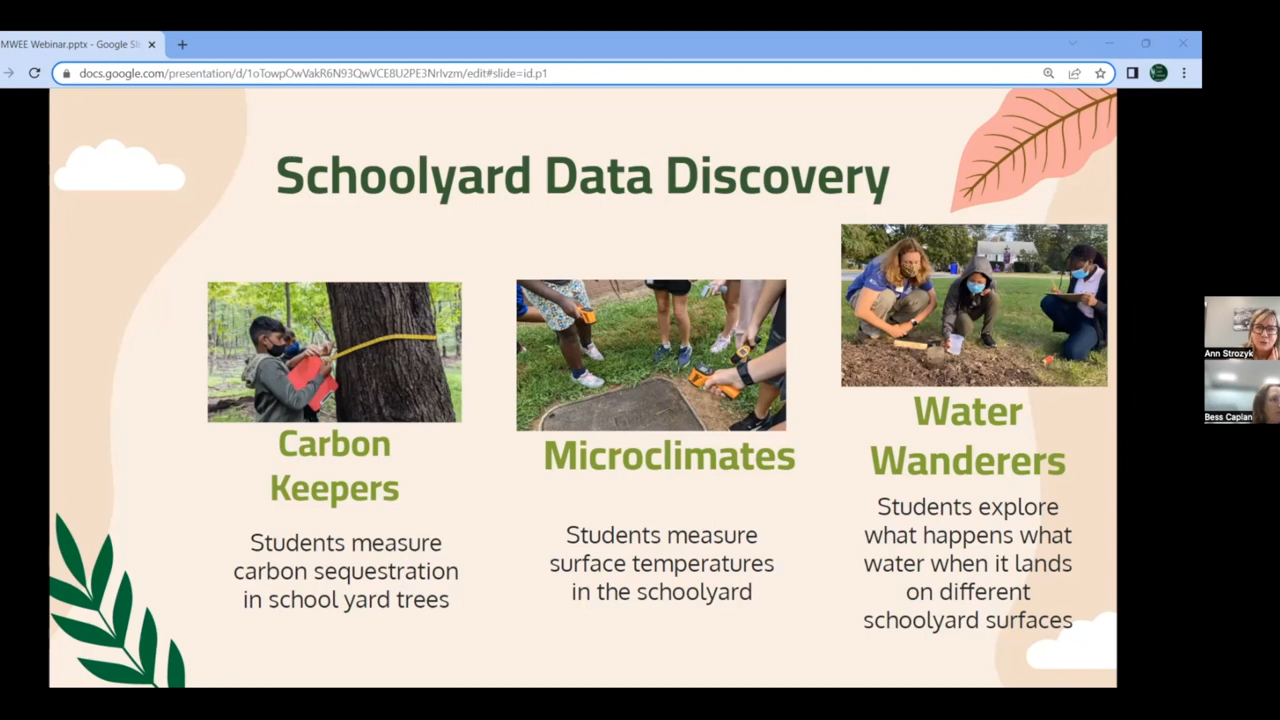 MWEE Webinar.pptx - Google Sli
docs.google.com/presentation/d/1oTowpOwVakR6N93QwVCE8U2PE3NrIvzm/edit#slide=id.p1
Schoolyard Data Discovery
Carbon
Keepers
Students measure
carbon sequestration
in school yard trees
Microclimates
Students measure
surface temperatures
in the schoolyard
Water
Wanderers
Students explore
what happens what
water when it lands
on different
schoolyard surfaces
Ann Strozyk
Bess Caplan